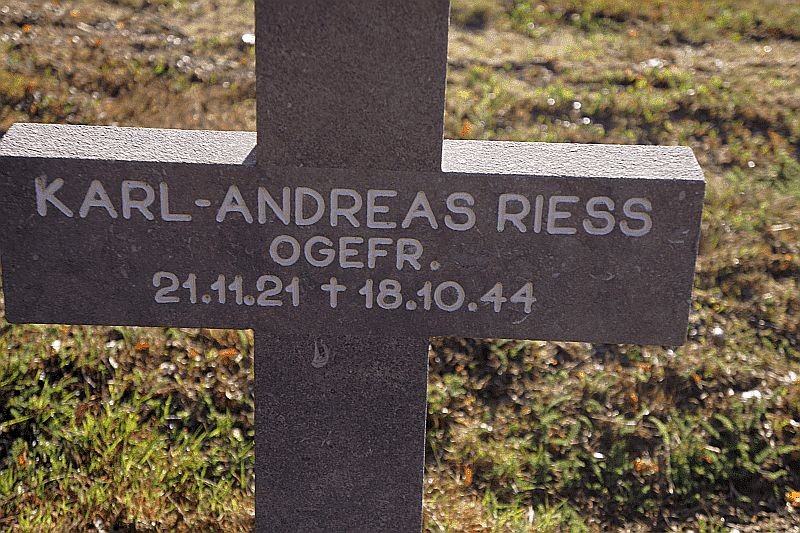 KARL-ANDREAS RIESS
OGEFR.
21.11.21 † 18.10.44